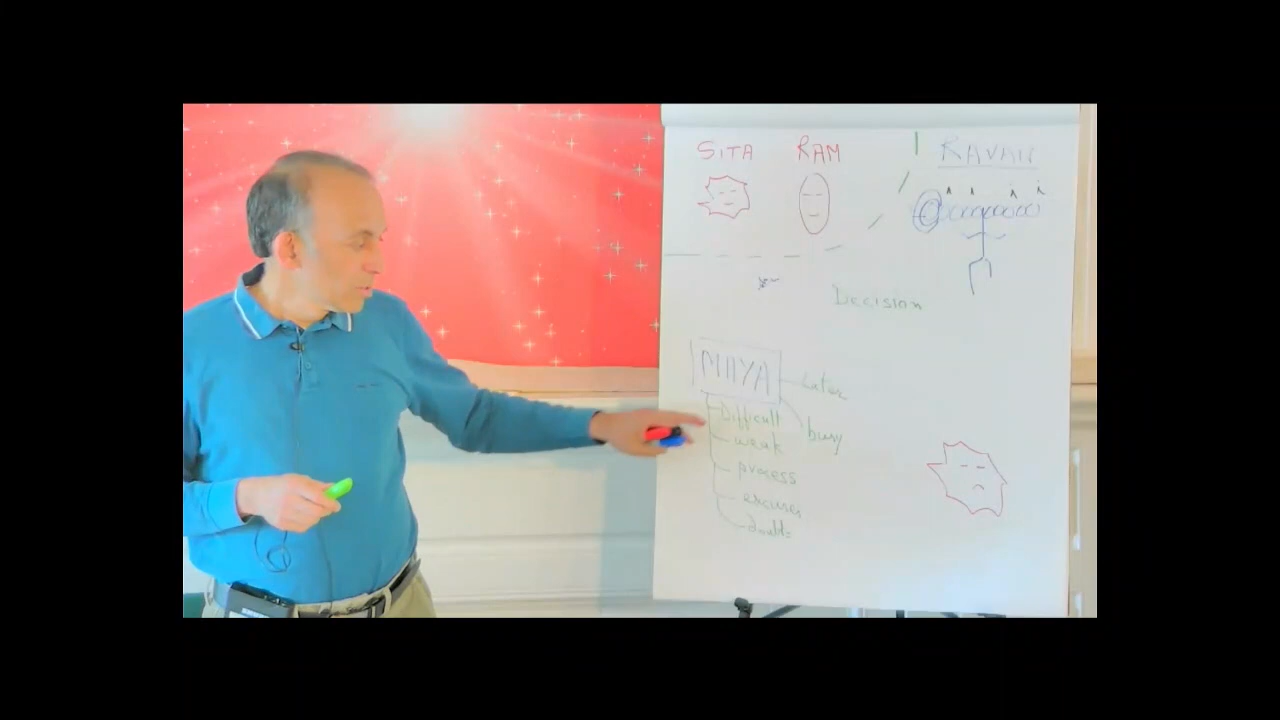 SITA RAM RAVAN
Decision
MAYA
Later
Difficult
busy
weak
process
excuses
doubts